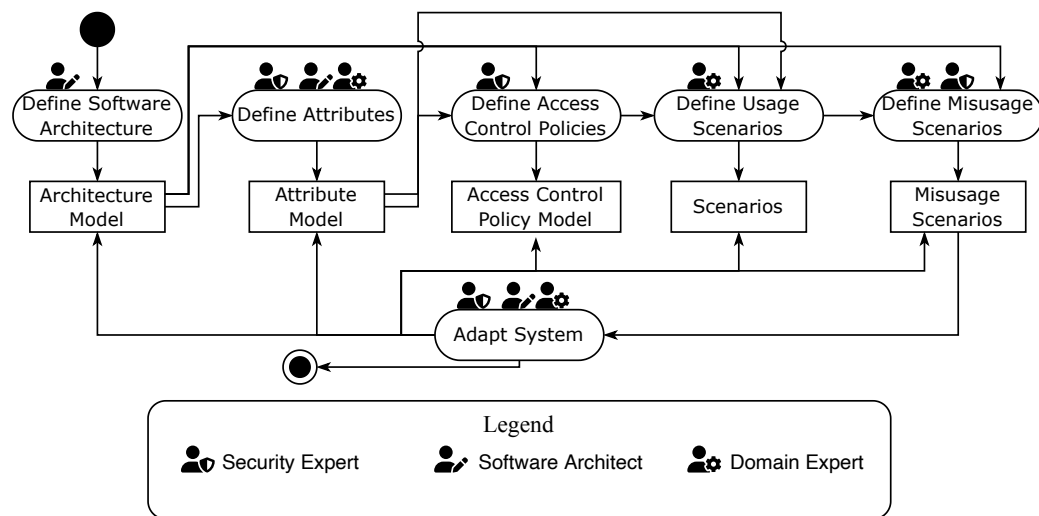 Define Software
Architecture
Define Attributes
Define Access
Control Policies
Define Usage
Scenarios
Define Misusage
Scenarios
Architecture
Model
Attribute
Model
Access Control
Policy Model
Scenarios
Misusage
Scenarios
Adapt System
Legend
Security Expert
Software Architect
Domain Expert